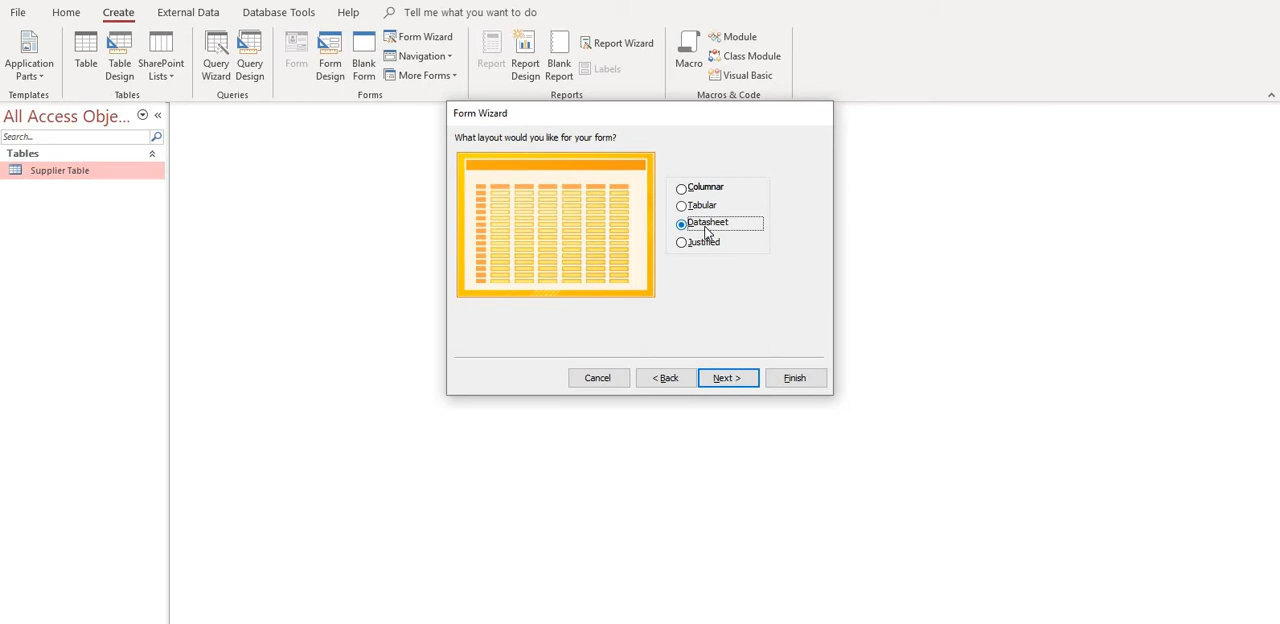 File Home Create External Data Database Tools Help Tell me what you want to do
Application Parts
Templates
Table
Table Design
SharePoint Lists
Tables
Query Wizard
Query Design
Queries
Form
Form Design
Blank Form
Form Wizard
Navigation
More Forms
Forms
Report
Report Design
Blank Report
Report Wizard
Labels
Reports
Macro
Module
Class Module
Visual Basic
Macros & Code
All Access Obje...
Search...
Tables
Supplier Table
Form Wizard
What layout would you like for your form?
Columnar
Tabular
Datasheet
Justified
Cancel < Back Next > Finish